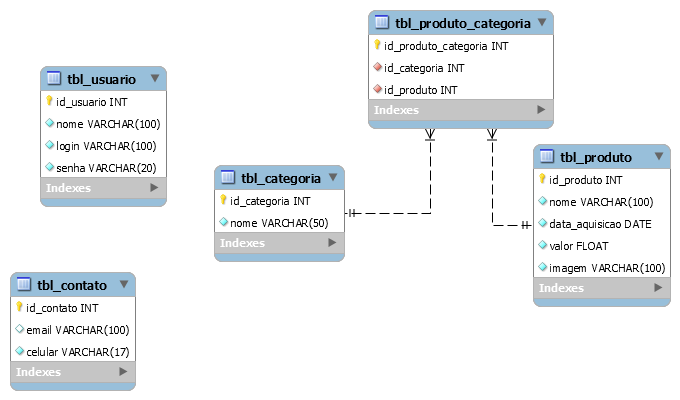 tbl_produto_categoria
id_produto_categoria INT
id_categoria INT
id_produto INT
Indexes
tbl_usuario
id_usuario INT
nome VARCHAR(100)
login VARCHAR(100)
senha VARCHAR(20)
Indexes
tbl_categoria
id_categoria INT
nome VARCHAR(50)
Indexes
tbl_produto
id_produto INT
nome VARCHAR(100)
data_aquisicao DATE
valor FLOAT
imagem VARCHAR(100)
Indexes
tbl_contato
id_contato INT
email VARCHAR(100)
celular VARCHAR(17)
Indexes